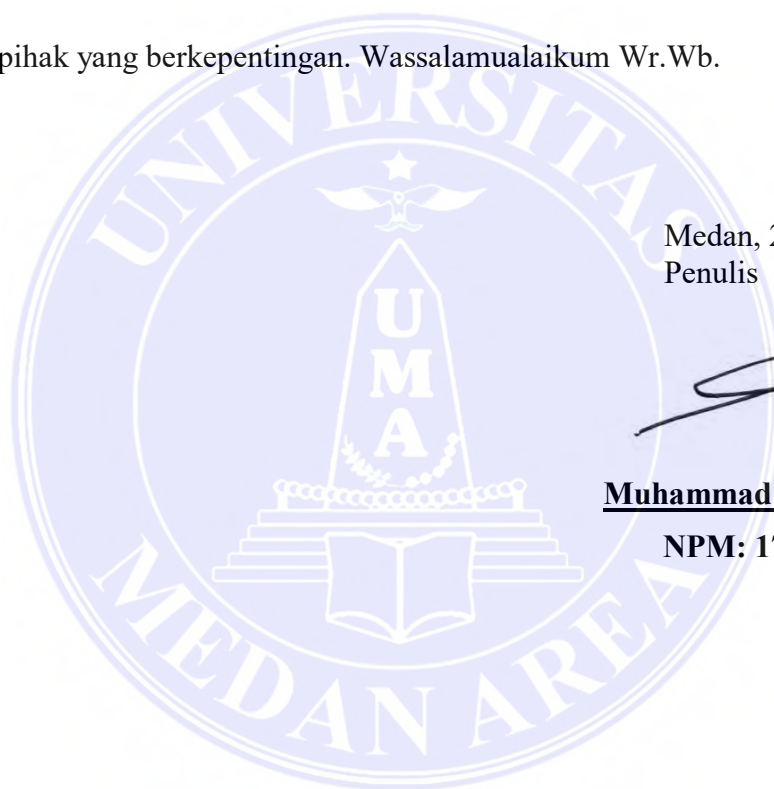 pihak yang berkepentingan. Wassalamualaikum Wr.Wb.
UNIVERSITAS
Medan, 2
Penulis
UMA
Muhammad
NPM: 1
MEDAN AREA